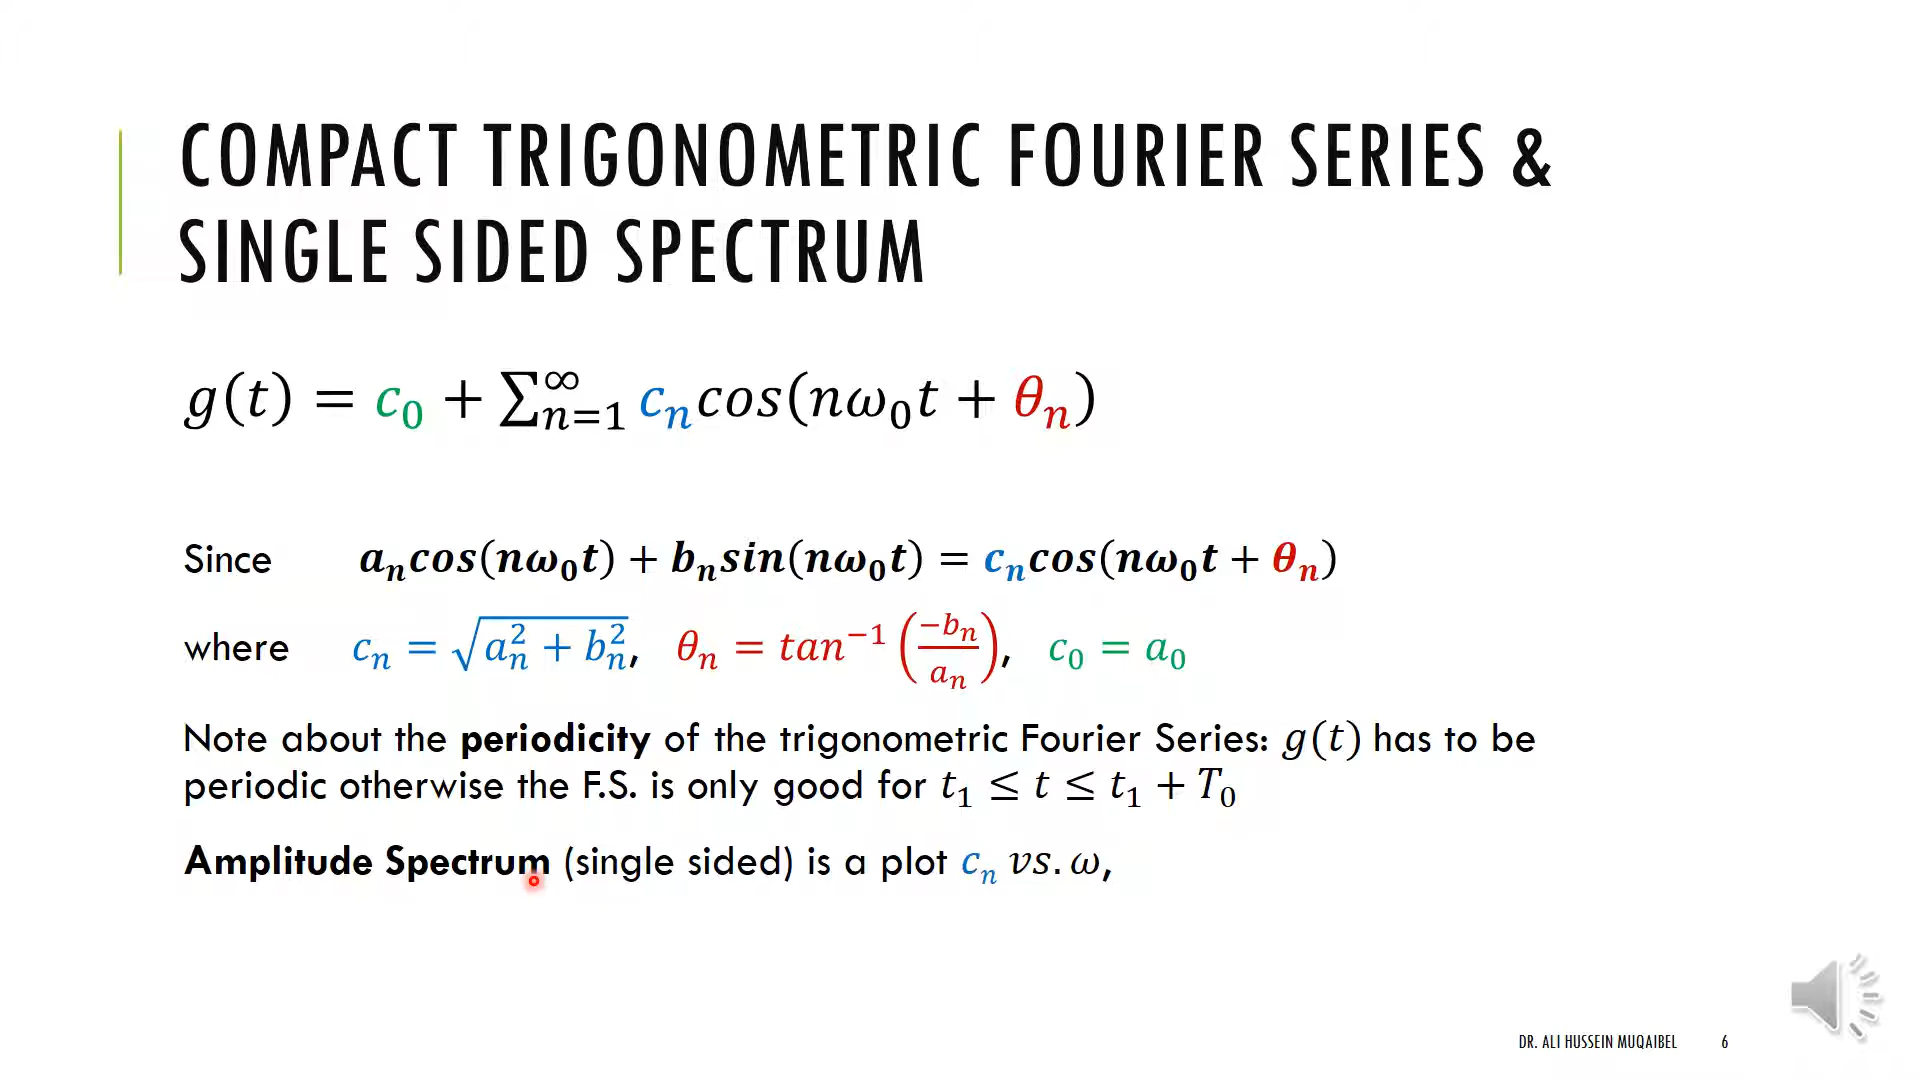 COMPACT TRIGONOMETRIC FOURIER SERIES &
SINGLE SIDED SPECTRUM
g(t) = c₀ + ∑ₙ₌₁^∞ cₙcos(nω₀t + θₙ)
Since aₙcos(nω₀t) + bₙsin(nω₀t) = cₙcos(nω₀t + θₙ)
where cₙ = √(aₙ² + bₙ²), θₙ = tan⁻¹(−bₙ/aₙ), c₀ = a₀
Note about the periodicity of the trigonometric Fourier Series: g(t) has to be
periodic otherwise the F.S. is only good for t₁ ≤ t ≤ t₁ + T₀
Amplitude Spectrum (single sided) is a plot cₙ vs. ω,
DR. ALI HUSSEIN MUQAIBEL 6